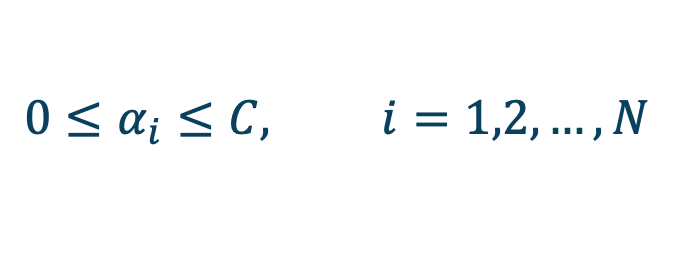 0 ≤ αᵢ ≤ C, i = 1,2, … , N